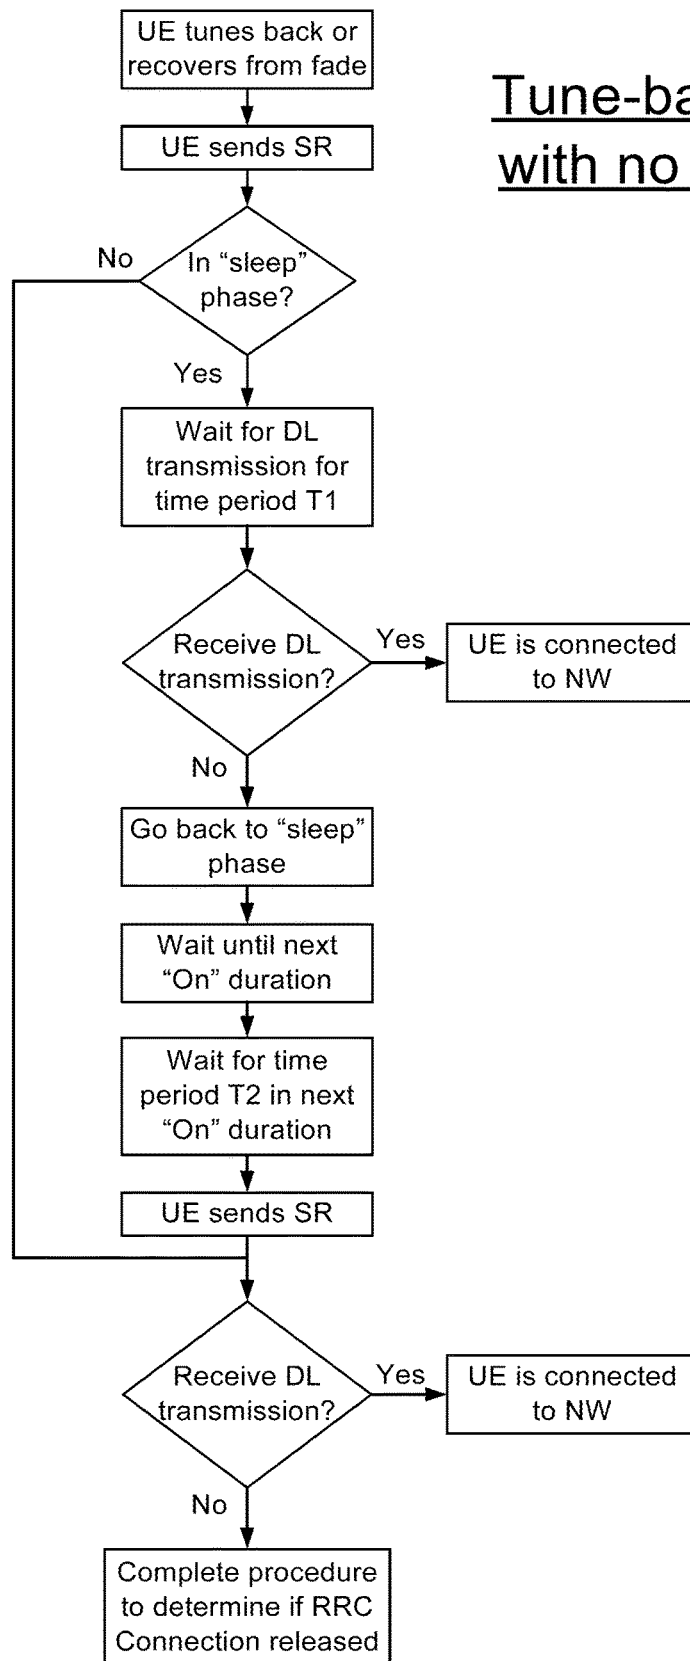 UE tunes back or
recovers from fade
with no
UE sends SR
No
In “sleep”
phase?
Yes
Wait for DL
transmission for
time period T1
Receive DL
transmission?
Yes
UE is connected
to NW
No
Go back to “sleep”
phase
Wait until next
“On” duration
Wait for time
period T2 in next
“On” duration
UE sends SR
Receive DL
transmission?
Yes
UE is connected
to NW
No
Complete procedure
to determine if RRC
Connection released